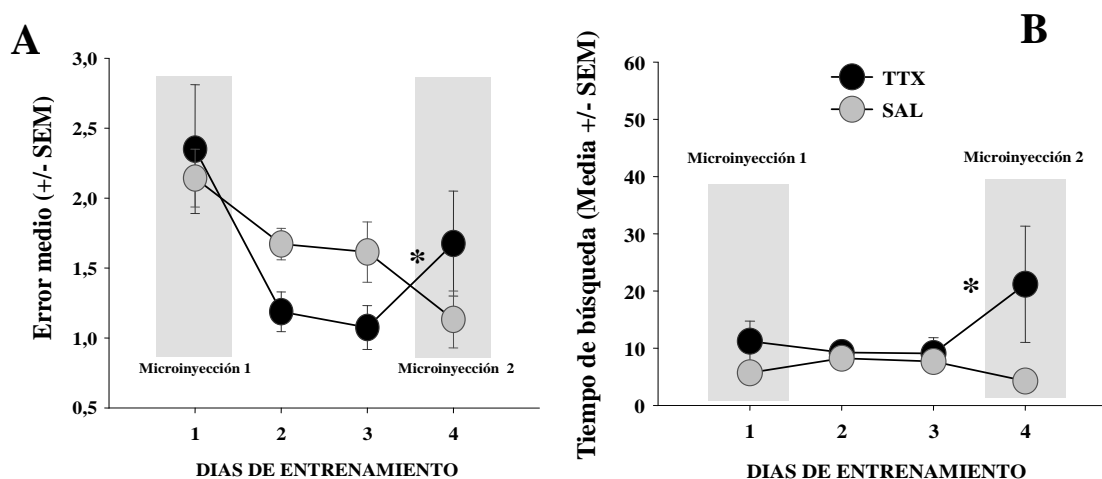 A
Error medio (+/- SEM)
3,0
2,5
2,0
1,5
1,0
0,5
*
Microinyección 1
Microinyección 2
1 2 3 4
DIAS DE ENTRENAMIENTO
B
Tiempo de búsqueda (Media +/- SEM)
60
50
40
30
20
10
0
TTX
SAL
Microinyección 1
Microinyección 2
*
1 2 3 4
DIAS DE ENTRENAMIENTO